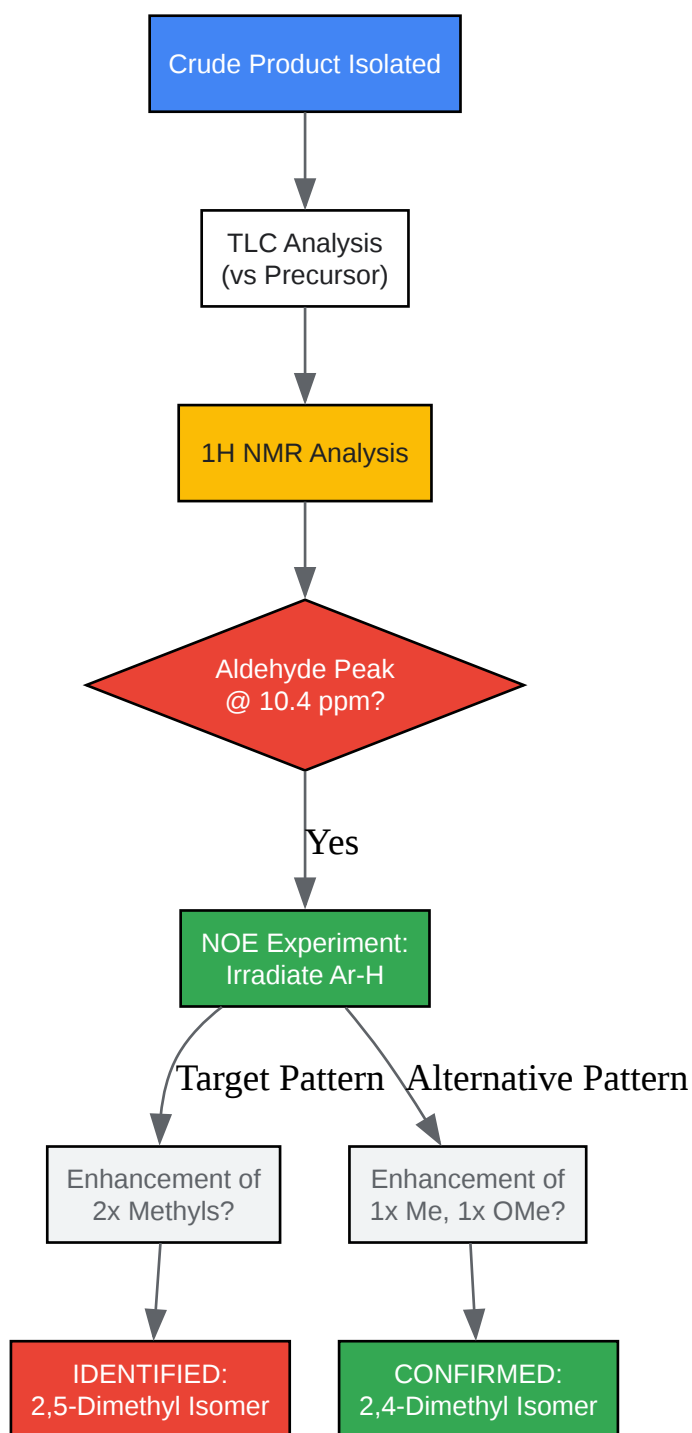 Crude Product Isolated
TLC Analysis
(vs Precursor)
1H NMR Analysis
Aldehyde Peak
@ 10.4 ppm?
Yes
NOE Experiment:
Irradiate Ar-H
Target Pattern
Alternative Pattern
Enhancement of
2x Methyls?
Enhancement of
1x Me, 1x OMe?
IDENTIFIED:
2,5-Dimethyl Isomer
CONFIRMED:
2,4-Dimethyl Isomer